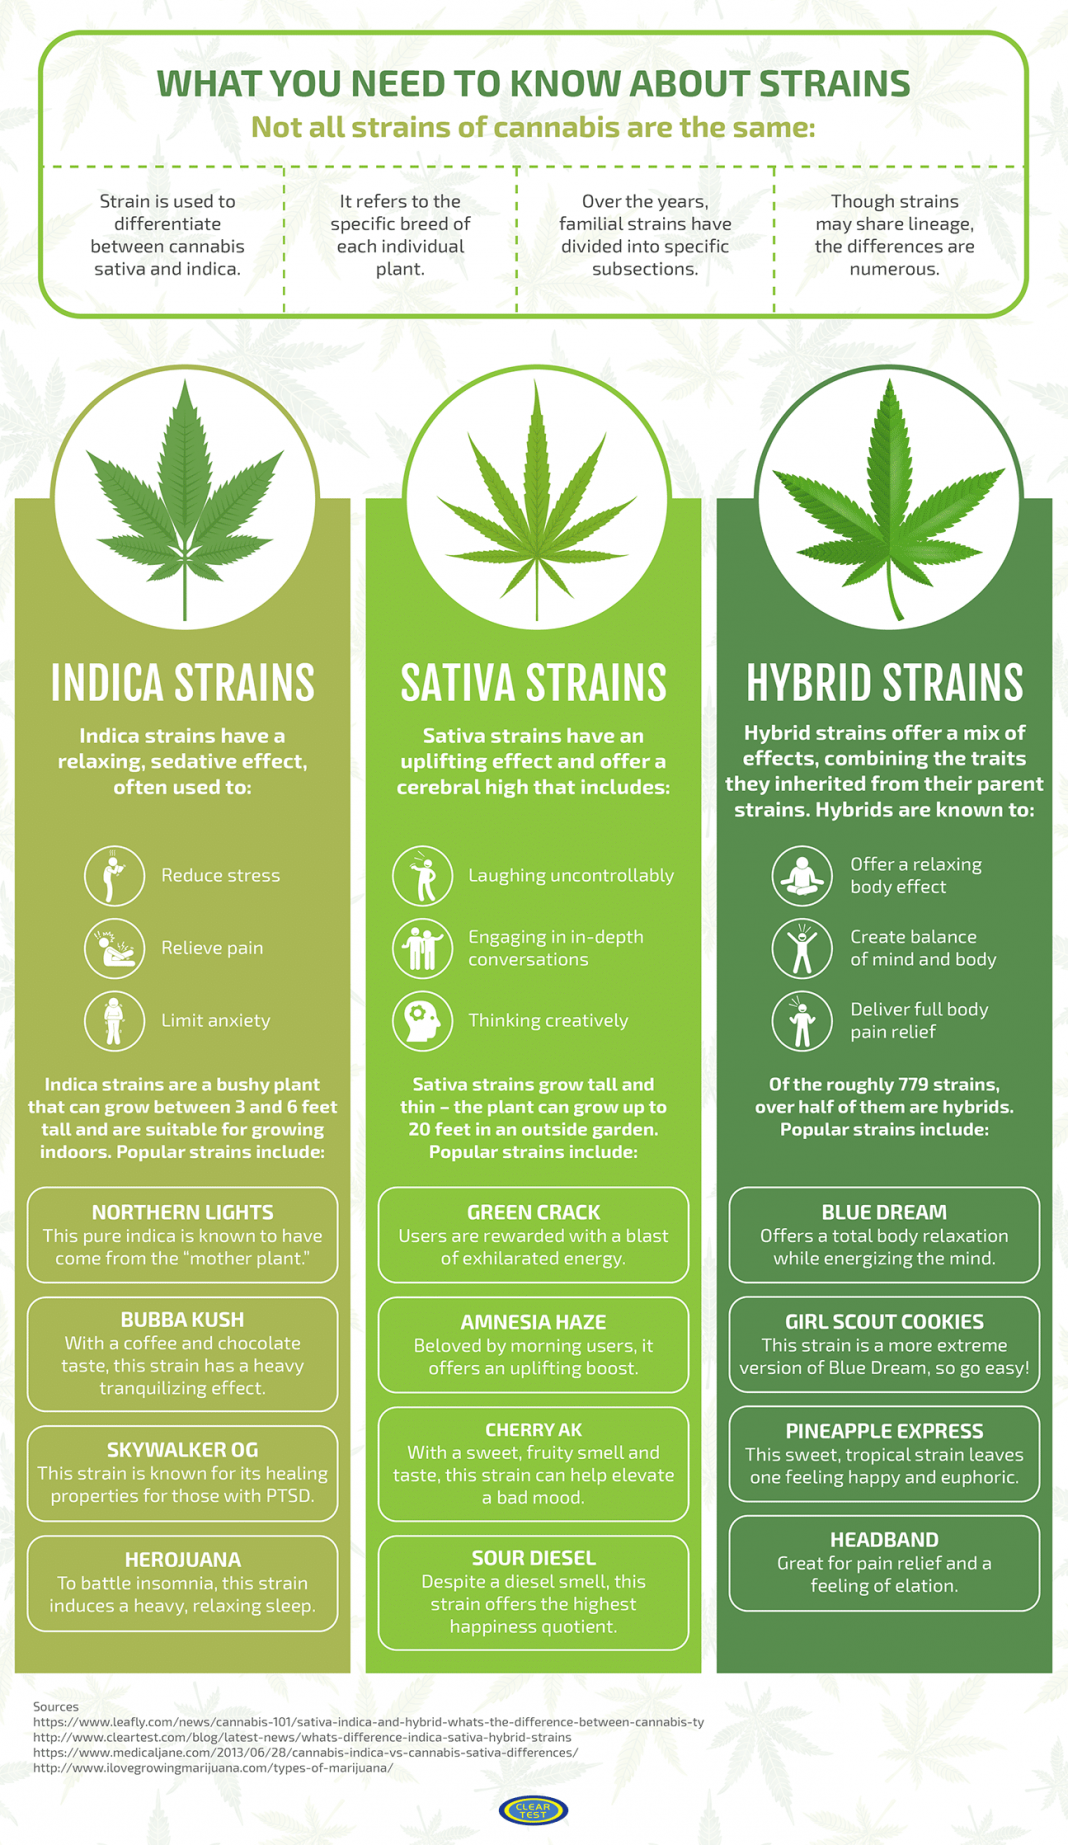 WHAT YOU NEED TO KNOW ABOUT STRAINS
Not all strains of cannabis are the same:
Strain is used to
differentiate
between cannabis
sativa and indica.
It refers to the
specific breed of
each individual
plant.
Over the years,
familial strains have
divided into specific
subsections.
Though strains
may share lineage,
the differences are
numerous.
INDICA STRAINS
Indica strains have a
relaxing, sedative effect,
often used to:
Reduce stress
Relieve pain
Limit anxiety
Indica strains are a bushy plant
that can grow between 3 and 6 feet
tall and are suitable for growing
indoors. Popular strains include:
NORTHERN LIGHTS
This pure indica is known to have
come from the “mother plant.”
BUBBA KUSH
With a coffee and chocolate
taste, this strain has a heavy
tranquilizing effect.
SKYWALKER OG
This strain is known for its healing
properties for those with PTSD.
HEROJUANA
To battle insomnia, this strain
induces a heavy, relaxing sleep.
SATIVA STRAINS
Sativa strains have an
uplifting effect and offer a
cerebral high that includes:
Laughing uncontrollably
Engaging in in-depth
conversations
Thinking creatively
Sativa strains grow tall and
thin – the plant can grow up to
20 feet in an outside garden.
Popular strains include:
GREEN CRACK
Users are rewarded with a blast
of exhilarated energy.
AMNESIA HAZE
Beloved by morning users, it
offers an uplifting boost.
CHERRY AK
With a sweet, fruity smell and
taste, this strain can help elevate
a bad mood.
SOUR DIESEL
Despite a diesel smell, this
strain offers the highest
happiness quotient.
HYBRID STRAINS
Hybrid strains offer a mix of
effects, combining the traits
they inherited from their parent
strains. Hybrids are known to:
Offer a relaxing
body effect
Create balance
of mind and body
Deliver full body
pain relief
Of the roughly 779 strains,
over half of them are hybrids.
Popular strains include:
BLUE DREAM
Offers a total body relaxation
while energizing the mind.
GIRL SCOUT COOKIES
This strain is a more extreme
version of Blue Dream, so go easy!
PINEAPPLE EXPRESS
This sweet, tropical strain leaves
one feeling happy and euphoric.
HEADBAND
Great for pain relief and a
feeling of elation.
Sources
https://www.leafly.com/news/cannabis-101/sativa-indica-and-hybrid-whats-the-difference-between-cannabis-ty
http://www.cleartest.com/blog/latest-news/whats-difference-indica-sativa-hybrid-strains
https://www.medicaljane.com/2013/06/28/cannabis-indica-vs-cannabis-sativa-differences/
http://www.ilovegrowingmarijuana.com/types-of-marijuana/
CLEAR
TEST